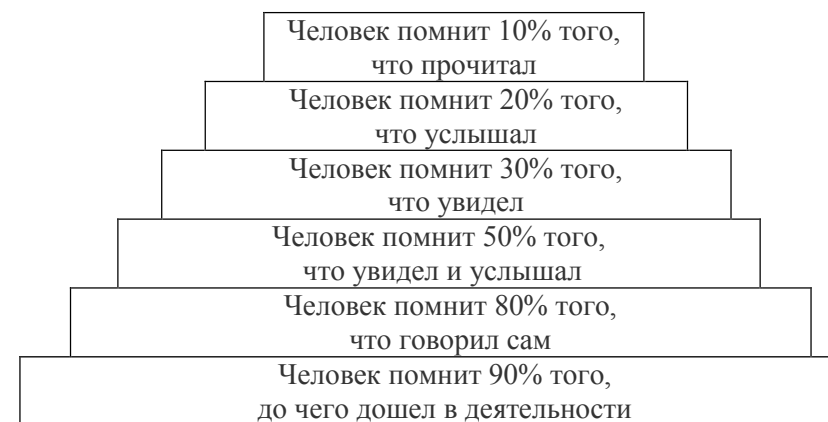 Человек помнит 10% того,
что прочитал
Человек помнит 20% того,
что услышал
Человек помнит 30% того,
что увидел
Человек помнит 50% того,
что увидел и услышал
Человек помнит 80% того,
что говорил сам
Человек помнит 90% того,
до чего дошел в деятельности